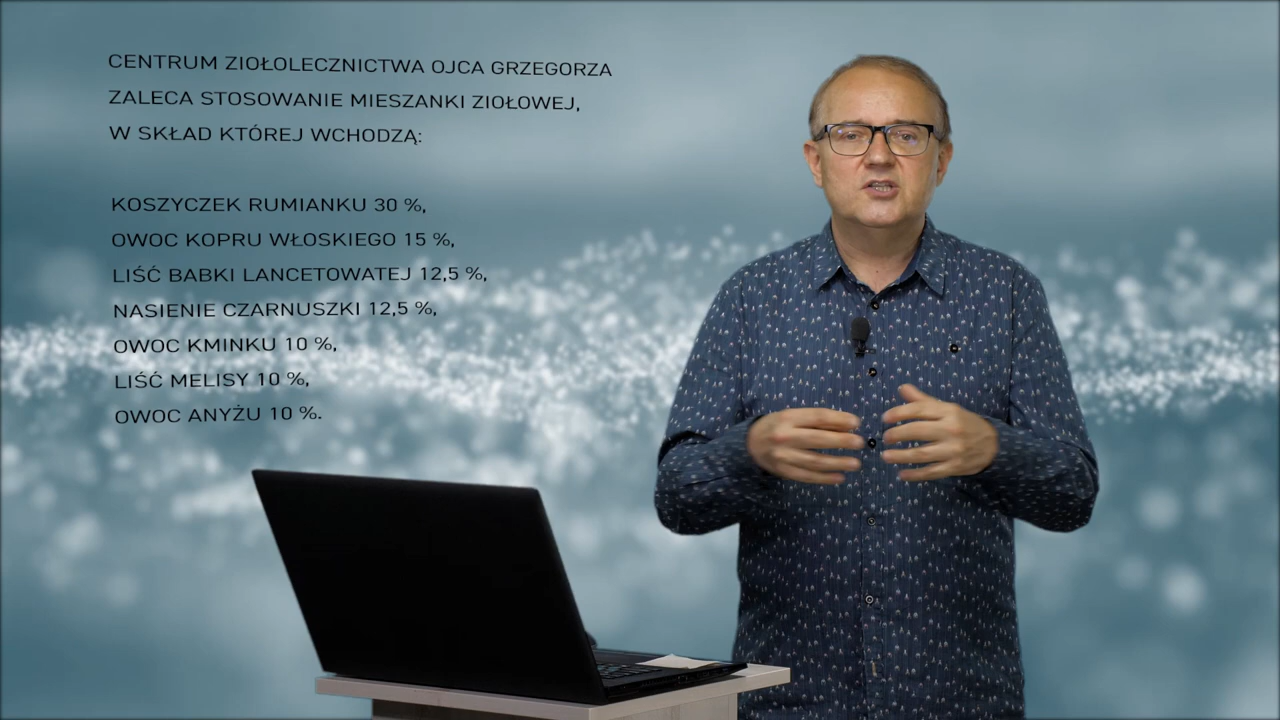 CENTRUM ZIOŁOLECZNICTWA OJCA GRZEGORZA
ZALECA STOSOWANIE MIESZANKI ZIOŁOWEJ,
W SKŁAD KTÓREJ WCHODZĄ:
KOSZYCZEK RUMIANKU 30 %,
OWOC KOPRU WŁOSKIEGO 15 %,
LIŚĆ BABKI LANCETOWATEJ 12,5 %,
NASIENIE CZARNUSZKI 12,5 %,
OWOC KMINKU 10 %,
LIŚĆ MELISY 10 %,
OWOC ANYŻU 10 %.